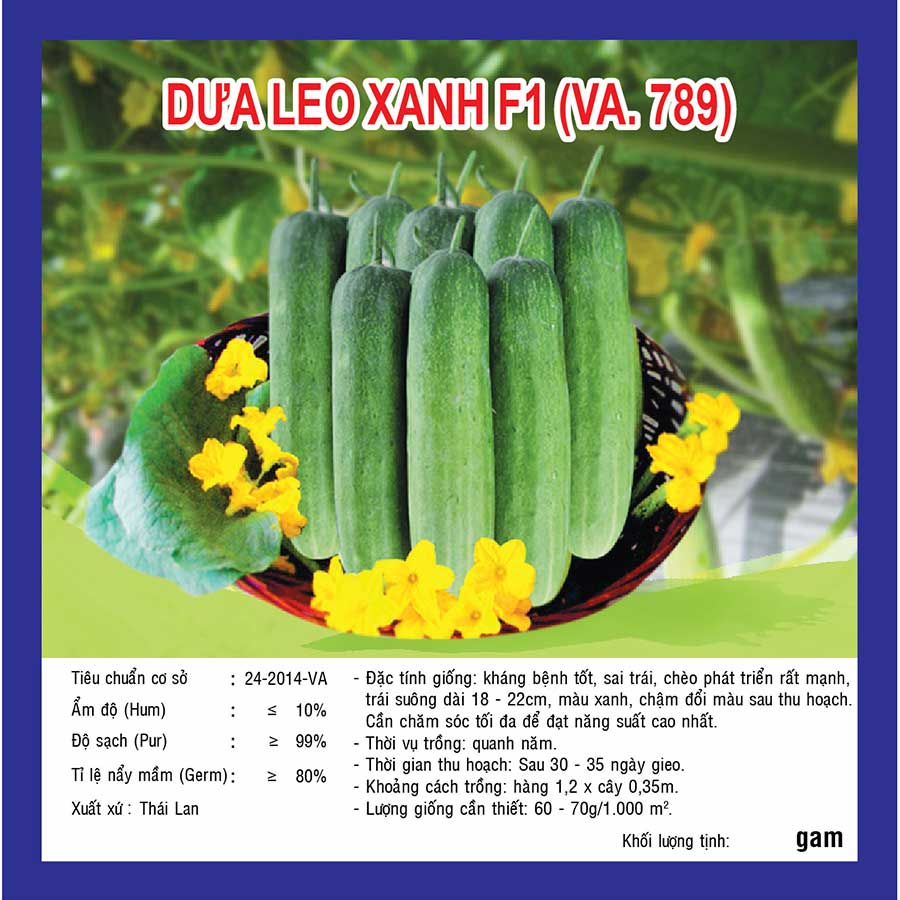 DƯA LEO XANH F1 (VA. 789)
Tiêu chuẩn cơ sở : 24-2014-VA
Ẩm độ (Hum) : ≤ 10%
Độ sạch (Pur) : ≥ 99%
Tỉ lệ nẩy mầm (Germ) : ≥ 80%
Xuất xứ : Thái Lan
- Đặc tính giống: kháng bệnh tốt, sai trái, chèo phát triển rất mạnh,
trái suông dài 18 - 22cm, màu xanh, chậm đổi màu sau thu hoạch.
Cần chăm sóc tối đa để đạt năng suất cao nhất.
- Thời vụ trồng: quanh năm.
- Thời gian thu hoạch: Sau 30 - 35 ngày gieo.
- Khoảng cách trồng: hàng 1,2 x cây 0,35m.
- Lượng giống cần thiết: 60 - 70g/1.000 m².
Khối lượng tịnh: gam